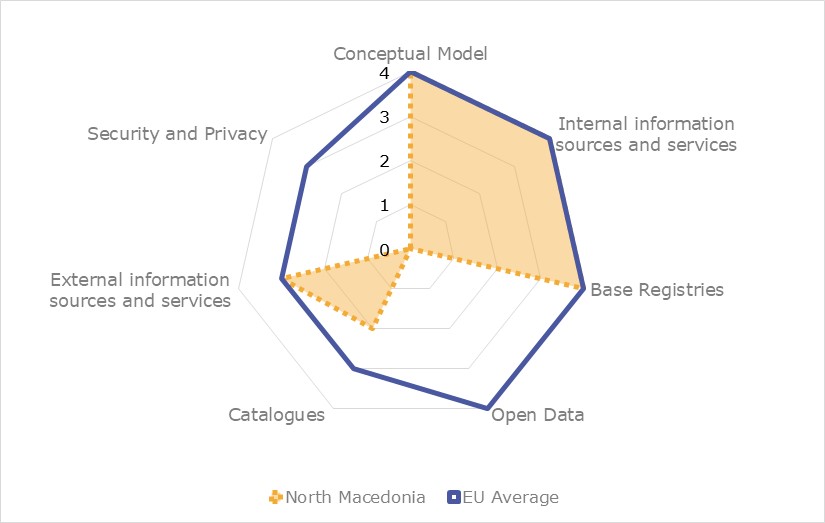 Conceptual Model
4
3
2
1
0
Internal information
sources and services
Base Registries
Open Data
Catalogues
External information
sources and services
Security and Privacy
North Macedonia
EU Average